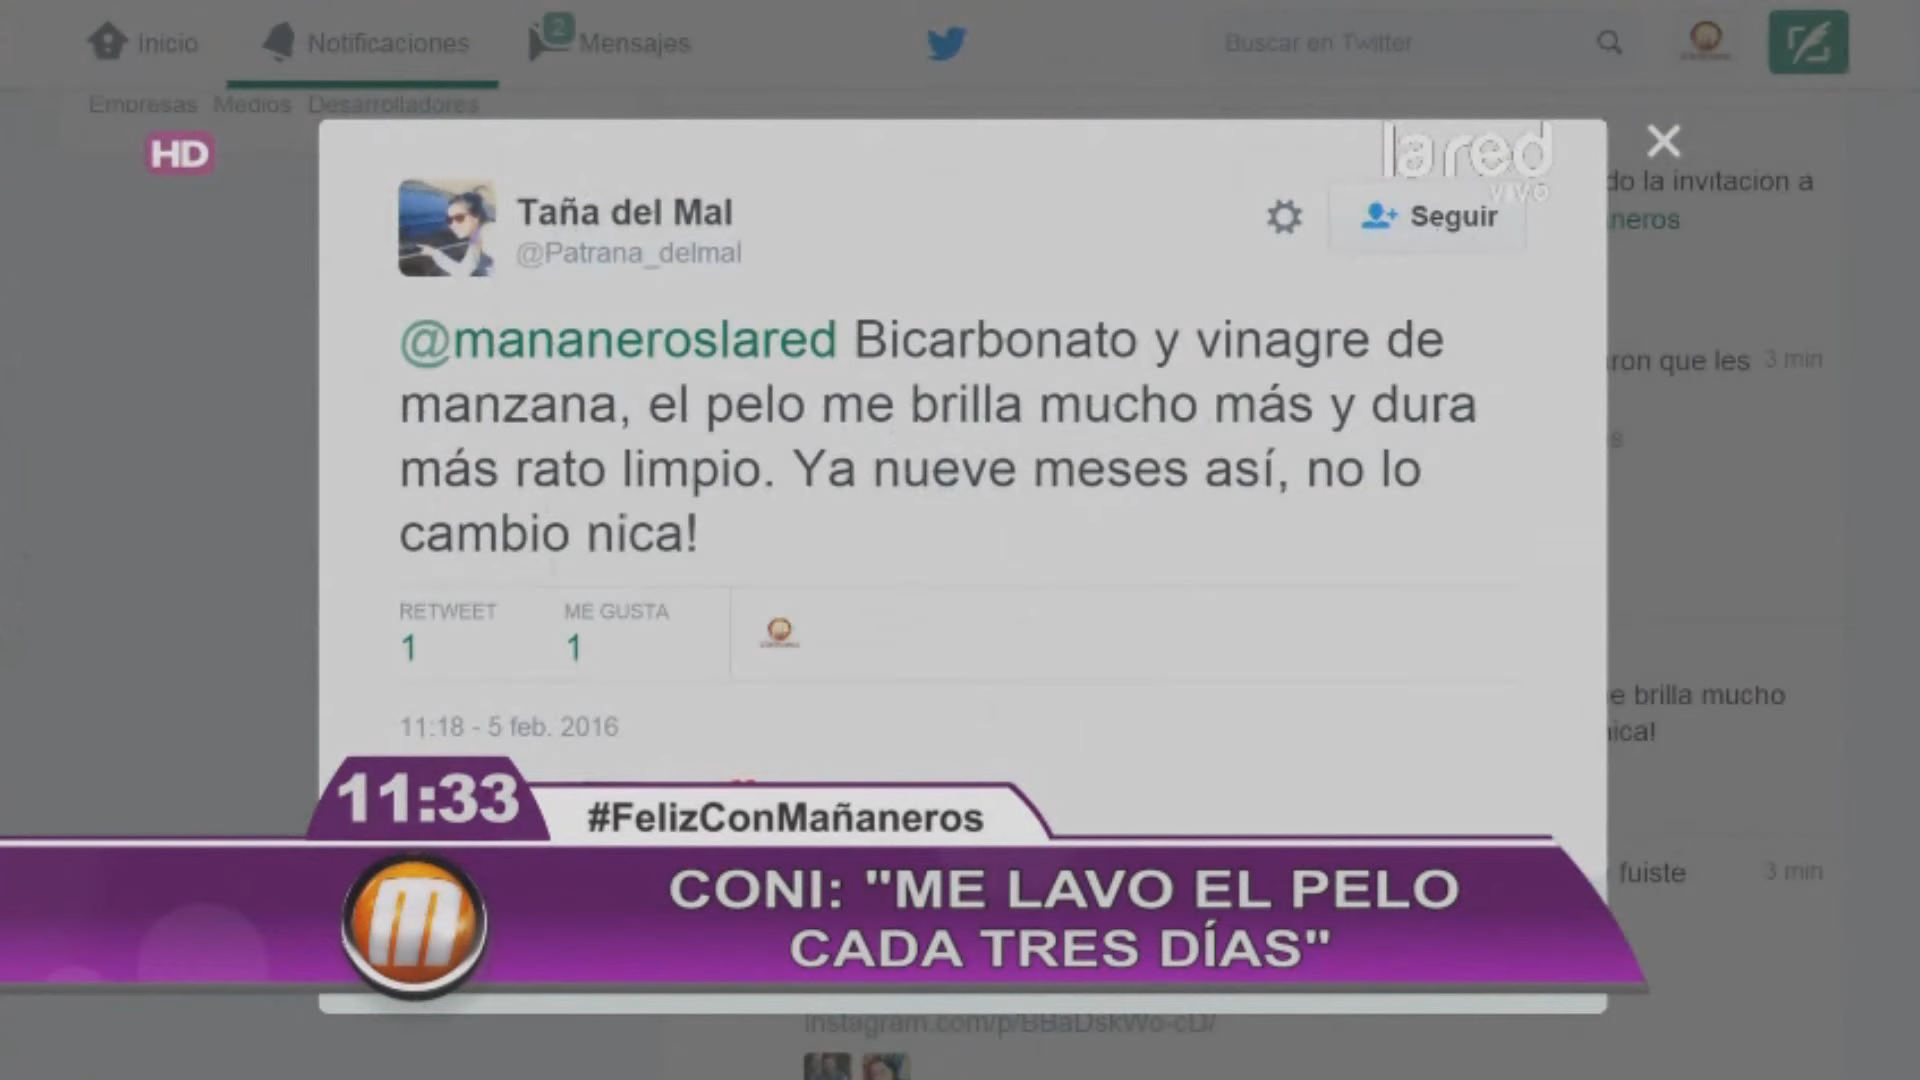 Inicio
Notificaciones
2
Mensajes
Buscar en Twitter
Empresas Medios Desarrolladores
HD
la red
VIVO
do la invitacion a
neros
Taña del Mal
@Patrana_delmal
Seguir
@mananeroslared Bicarbonato y vinagre de
manzana, el pelo me brilla mucho más y dura
más rato limpio. Ya nueve meses así, no lo
cambio nica!
ron que les 3 min
s
RETWEET
1
ME GUSTA
1
e brilla mucho
nica!
11:18 - 5 feb. 2016
11:33
#FelizConMañaneros
fuiste 3 min
M
CONI: "ME LAVO EL PELO
CADA TRES DÍAS"
instagram.com/p/BBaDskWo-cD/